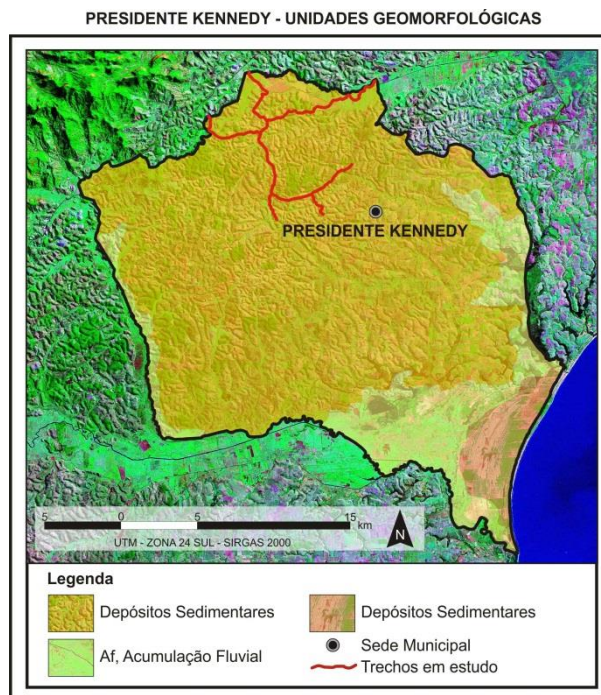 PRESIDENTE KENNEDY - UNIDADES GEOMORFOLÓGICAS
PRESIDENTE KENNEDY
5 0 5 15
km
UTM - ZONA 24 SUL - SIRGAS 2000
N
Legenda
Depósitos Sedimentares
Depósitos Sedimentares
Af, Acumulação Fluvial
Sede Municipal
Trechos em estudo